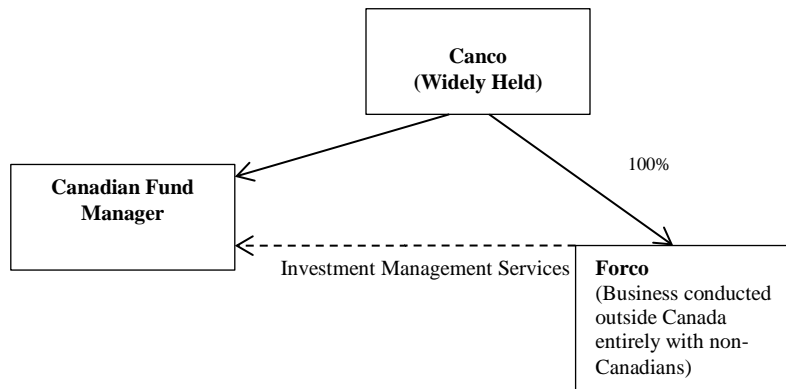 Canco
(Widely Held)
100%
Canadian Fund
Manager
Investment Management Services
Forco
(Business conducted
outside Canada
entirely with non-
Canadians)